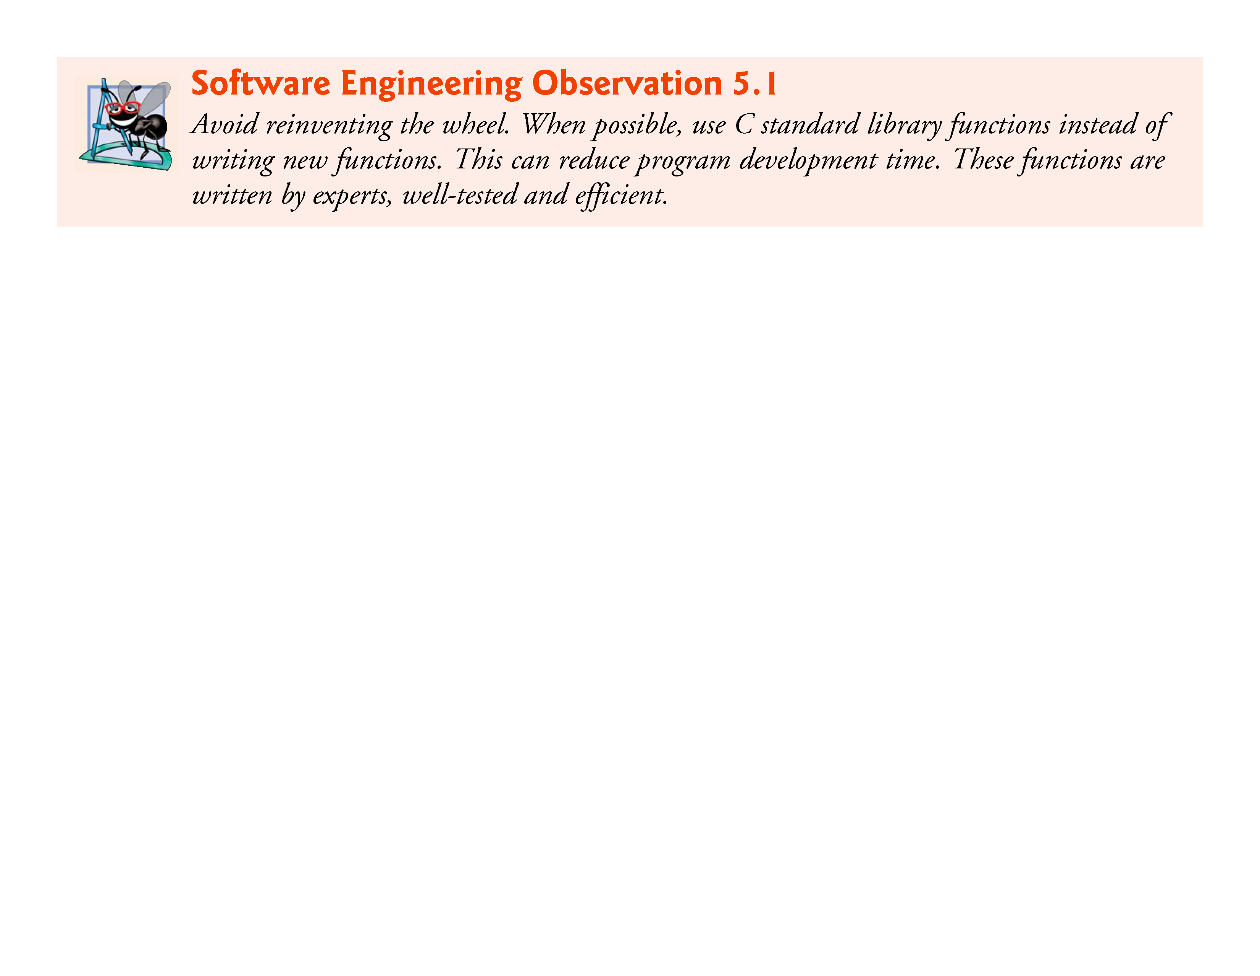 Software Engineering Observation 5.1
Avoid reinventing the wheel. When possible, use C standard library functions instead of
writing new functions. This can reduce program development time. These functions are
written by experts, well-tested and efficient.